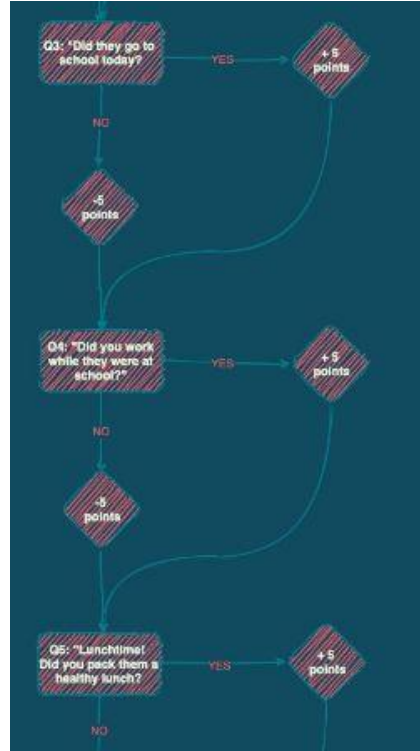 Q3: "Did they go to
school today?
YES
+ 5
points
NO
-5
points
Q4: "Did you work
while they were at
school?"
YES
+ 5
points
NO
-5
points
Q5: "Lunchtime!
Did you pack them a
healthy lunch?
YES
+ 5
points
NO